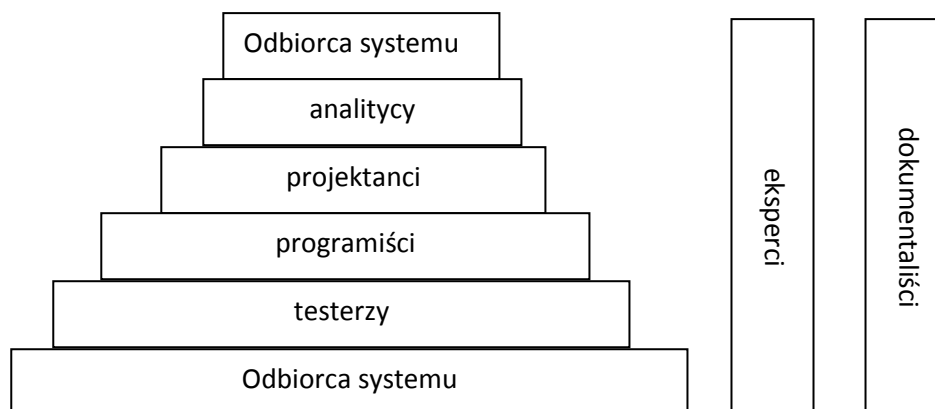 Odbiorca systemu
analitycy
projektanci
programiści
testerzy
Odbiorca systemu
eksperci
dokumentaliści